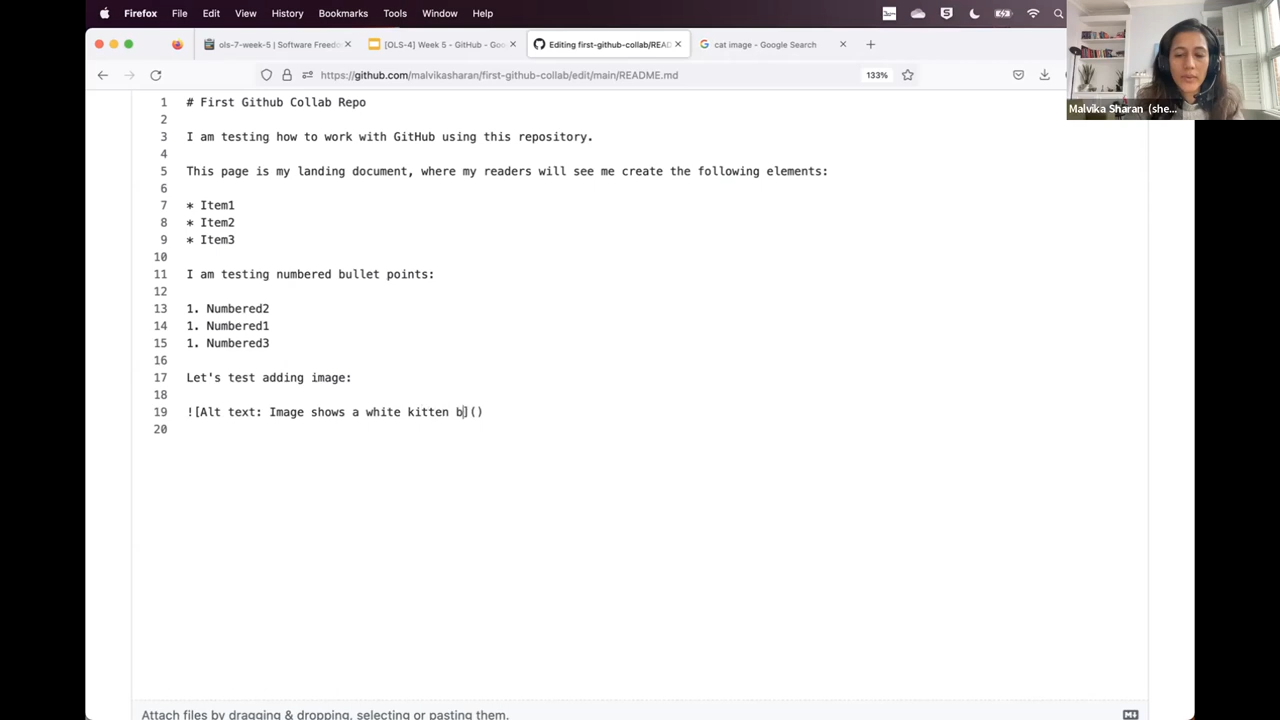 Firefox File Edit View History Bookmarks Tools Window Help
ols-7-week-5 | Software Freedo
[OLS-4] Week 5 - GitHub - Goo
Editing first-github-collab/READ
cat image - Google Search
https://github.com/malvikasharan/first-github-collab/edit/main/README.md
133%
Malvika Sharan (she...
1 # First Github Collab Repo
2
3 I am testing how to work with GitHub using this repository.
4
5 This page is my landing document, where my readers will see me create the following elements:
6
7 * Item1
8 * Item2
9 * Item3
10
11 I am testing numbered bullet points:
12
13 1. Numbered2
14 1. Numbered1
15 1. Numbered3
16
17 Let's test adding image:
18
19 ![Alt text: Image shows a white kitten b]()
20
Attach files by dragging & dropping, selecting or pasting them.